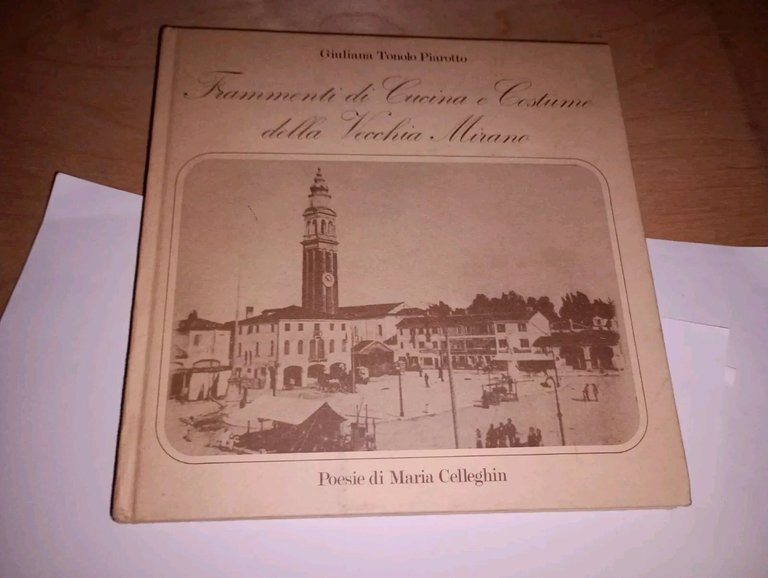 Giuliana Tonolo Piarotto
Frammenti di Cucina e Costume
della Vecchia Mirano
Poesie di Maria Celleghin